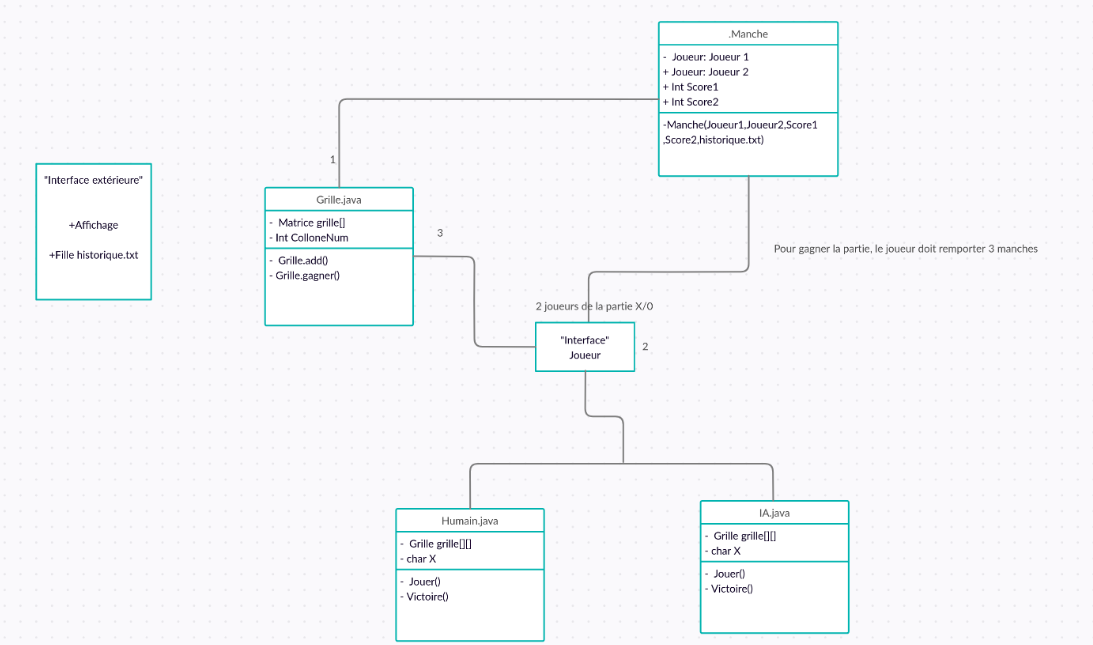 .Manche
- Joueur: Joueur 1
+ Joueur: Joueur 2
+ Int Score1
+ Int Score2
-Manche(Joueur1,Joueur2,Score1
,Score2,historique.txt)
1
"Interface extérieure"
+Affichage
+Fille historique.txt
Grille.java
- Matrice grille[]
- Int ColloneNum
- Grille.add()
- Grille.gagner()
3
Pour gagner la partie, le joueur doit remporter 3 manches
2 joueurs de la partie X/0
"Interface"
Joueur
2
Humain.java
- Grille grille[][]
- char X
- Jouer()
- Victoire()
IA.java
- Grille grille[][]
- char X
- Jouer()
- Victoire()